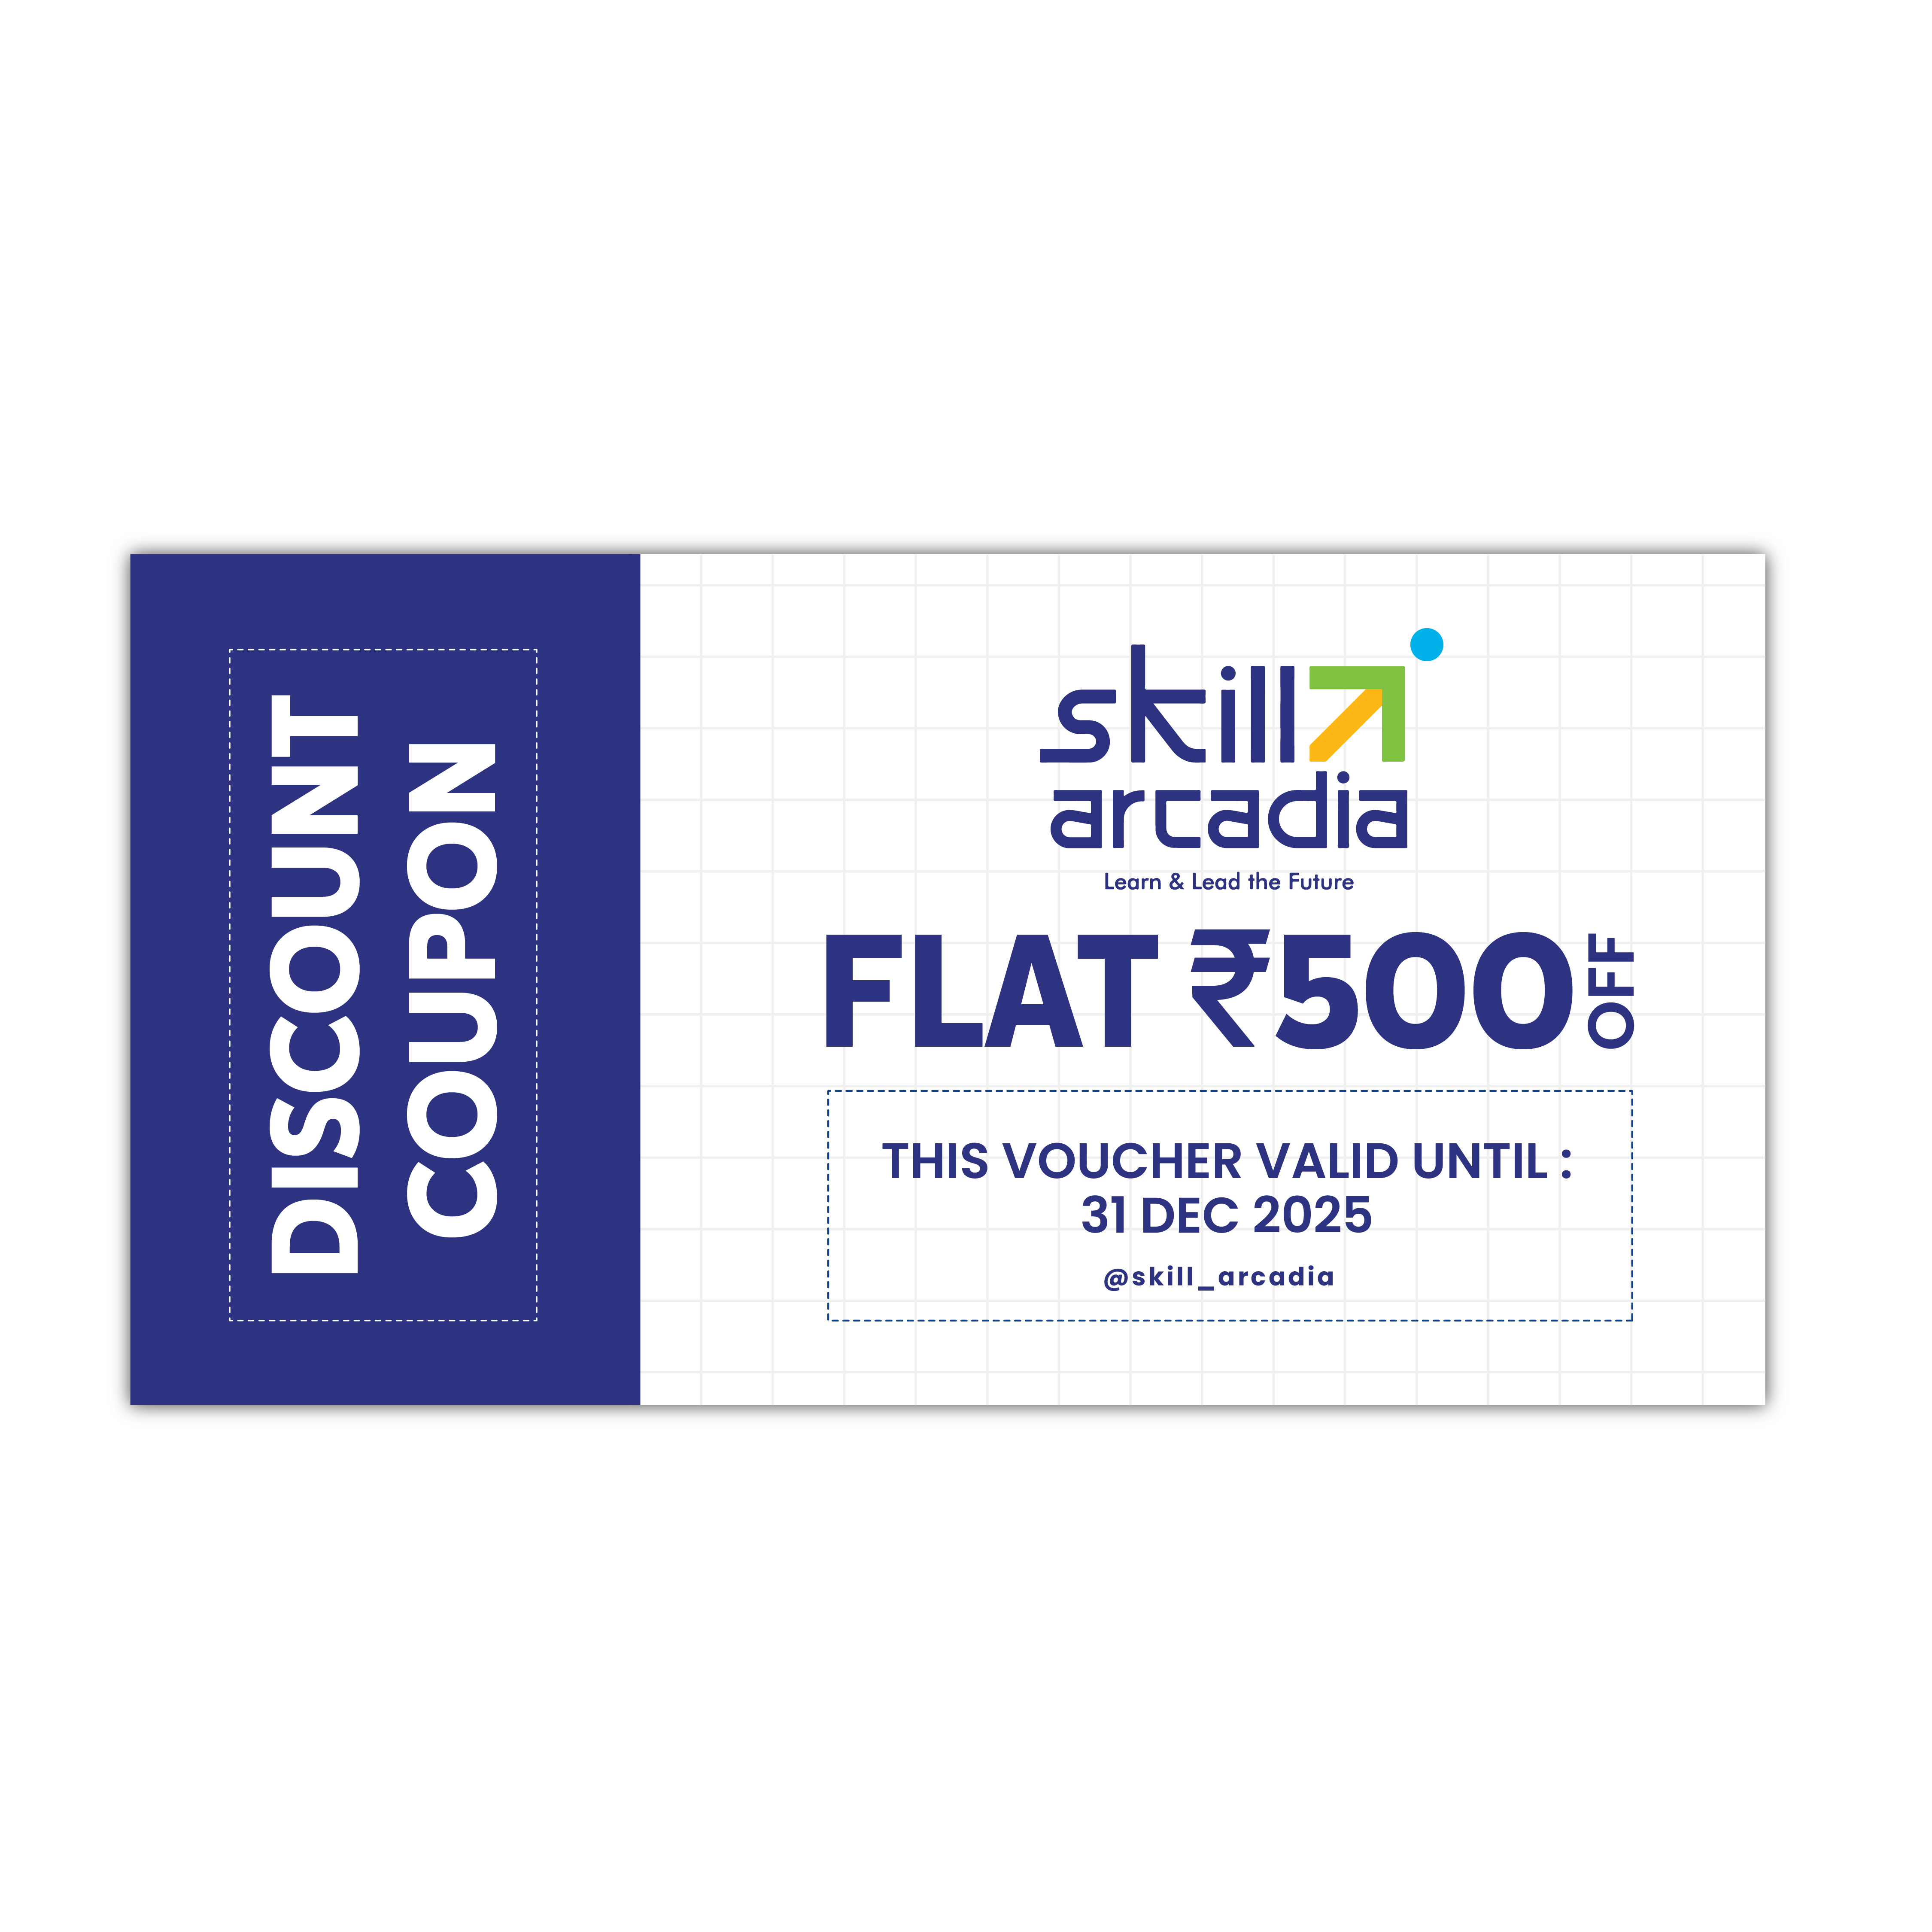 DISCOUNT
COUPON
skill
arcadia
Learn & Lead the Future
FLAT ₹500 OFF
THIS VOUCHER VALID UNTIL :
31 DEC 2025
@skill_arcadia